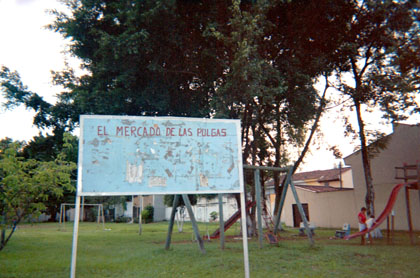 EL MERCADO DE LAS PULGAS